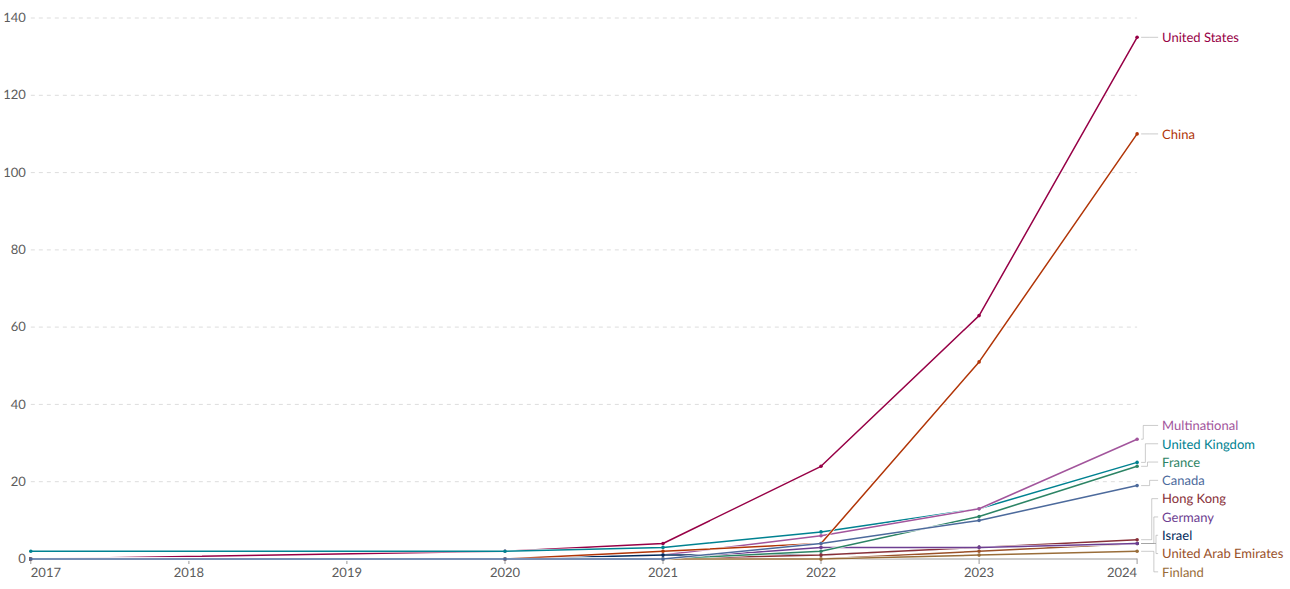 140
United States
120
China
100
80
60
40
Multinational
United Kingdom
France
20
Canada
Hong Kong
Germany
Israel
United Arab Emirates
0
Finland
2017 2018 2019 2020 2021 2022 2023 2024